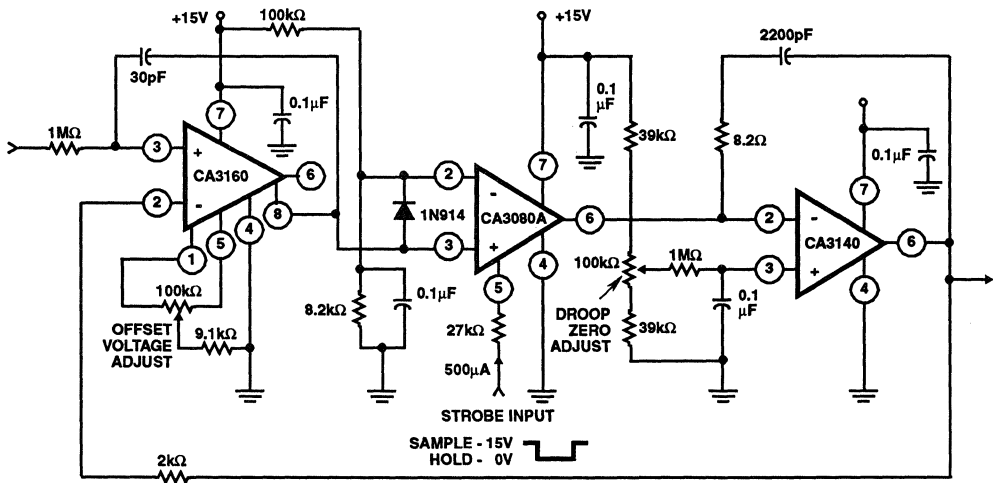 +15V
100kΩ
+15V
2200pF
30pF
0.1μF
0.1
μF
1MΩ
7
39kΩ
8.2Ω
0.1μF
3
+
CA3160
6
7
7
2
-
8
2
-
1N914
CA3080A
6
2
-
CA3140
6
1
5
4
3
+
4
100kΩ
1MΩ
3
+
4
100kΩ
5
0.1μF
8.2kΩ
0.1
μF
OFFSET
VOLTAGE
ADJUST
9.1kΩ
27kΩ
DROOP
ZERO
ADJUST
39kΩ
500μA
STROBE INPUT
SAMPLE - 15V
HOLD - 0V
2kΩ